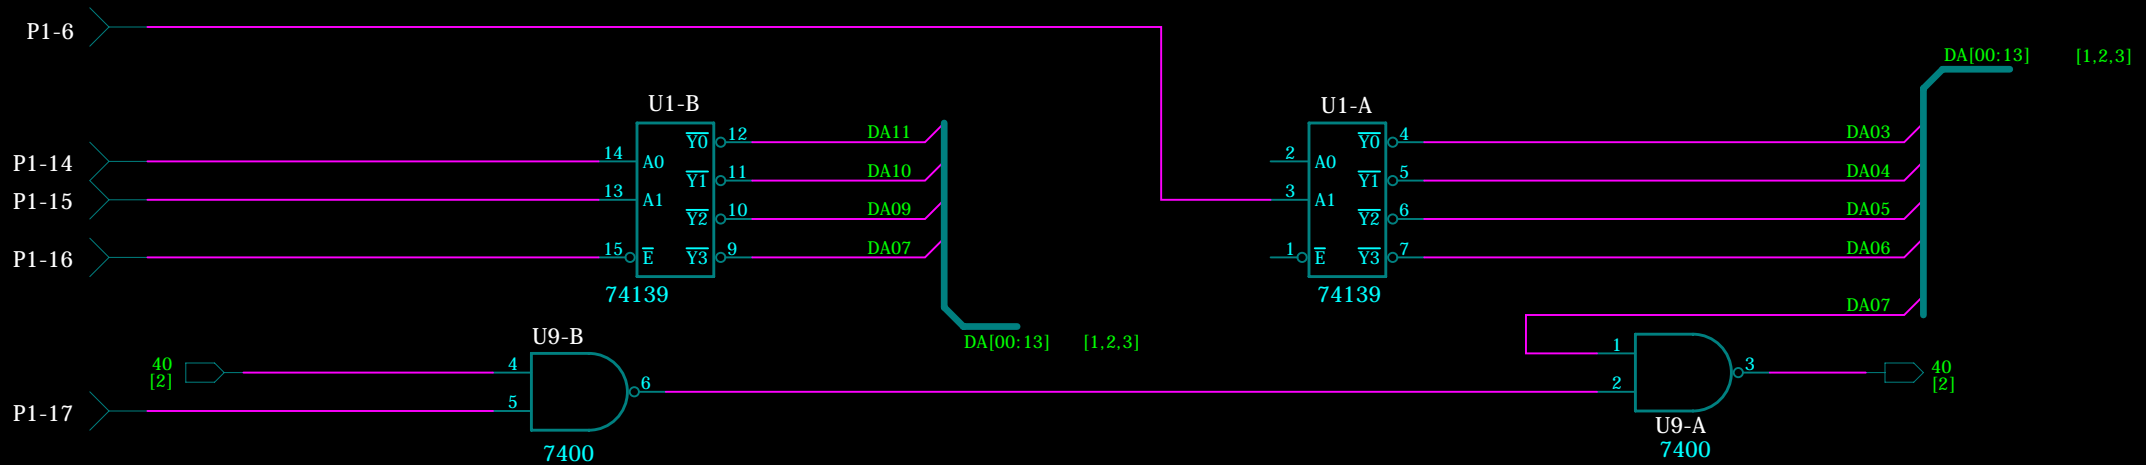 P1-6
DA[00:13] [1,2,3]
U1-B
U1-A
P1-14
14 A0
Y0 12 DA11
Y1 11 DA10
P1-15
13 A1
Y2 10 DA09
P1-16
15 E
Y3 9 DA07
74139
DA[00:13] [1,2,3]
2 A0
Y0 4 DA03
Y1 5 DA04
3 A1
Y2 6 DA05
1 E
Y3 7 DA06
74139
DA07
U9-B
40
[2]
4
6
P1-17
5
7400
1
3
2
40
[2]
U9-A
7400